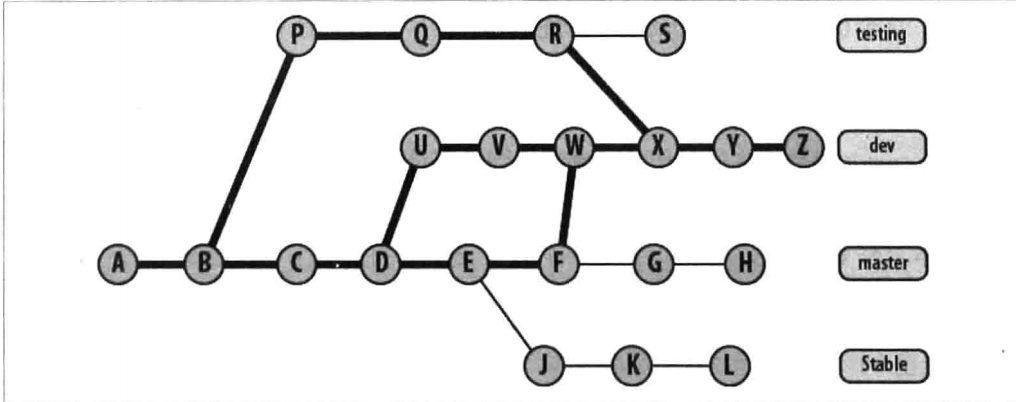 P Q R S testing
U V W X Y Z dev
A B C D E F G H master
J K L Stable